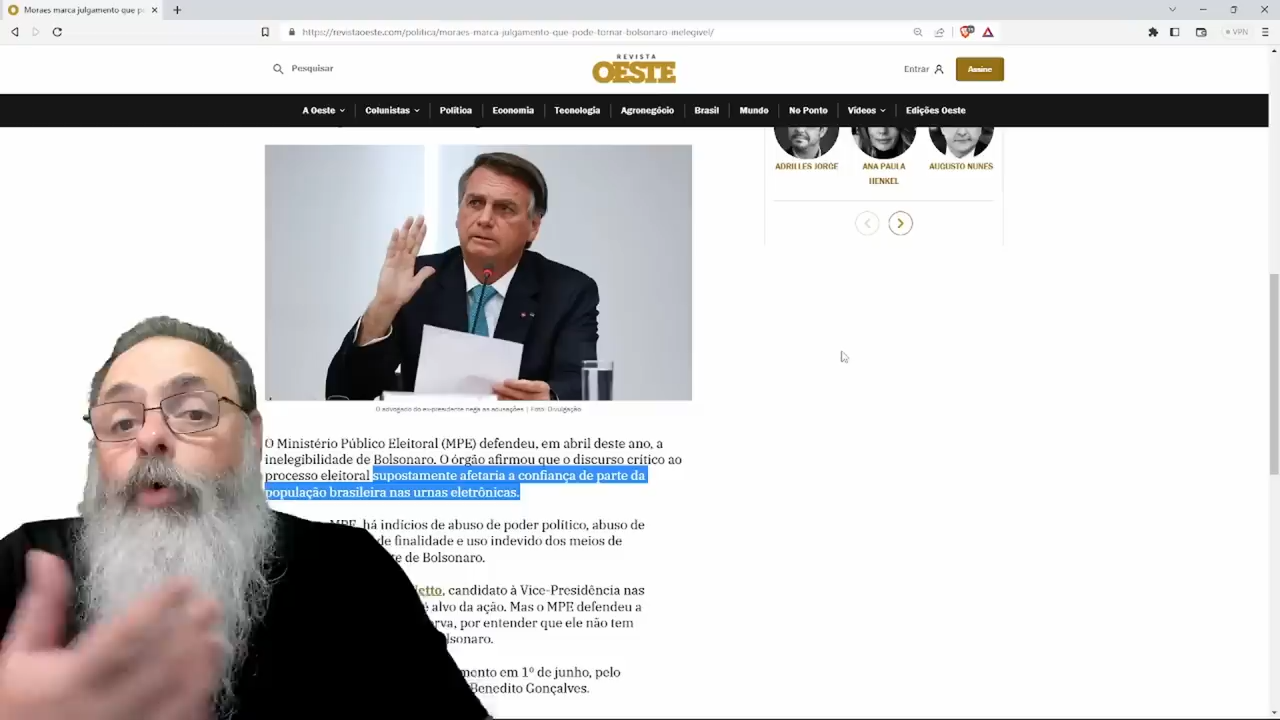 Moraes marca julgamento que p
https://revistaoeste.com/politica/moraes-marca-julgamento-que-pode-tornar-bolsonaro-inelegivel/
VPN
Pesquisar
REVISTA
OESTE
Entrar
Assine
A Oeste
Colunistas
Política
Economia
Tecnologia
Agronegócio
Brasil
Mundo
No Ponto
Vídeos
Edições Oeste
ADRILLES JORGE
ANA PAULA
HENKEL
AUGUSTO NUNES
O advogado do ex-presidente nega as acusações | Foto: Divulgação
O Ministério Público Eleitoral (MPE) defendeu, em abril deste ano, a
inelegibilidade de Bolsonaro. O órgão afirmou que o discurso crítico ao
processo eleitoral supostamente afetaria a confiança de parte da
população brasileira nas urnas eletrônicas.
MPE, há indícios de abuso de poder político, abuso de
de finalidade e uso indevido dos meios de
te de Bolsonaro.
etto, candidato à Vice-Presidência nas
é alvo da ação. Mas o MPE defendeu a
rva, por entender que ele não tem
lsonaro.
mento em 1º de junho, pelo
Benedito Gonçalves.